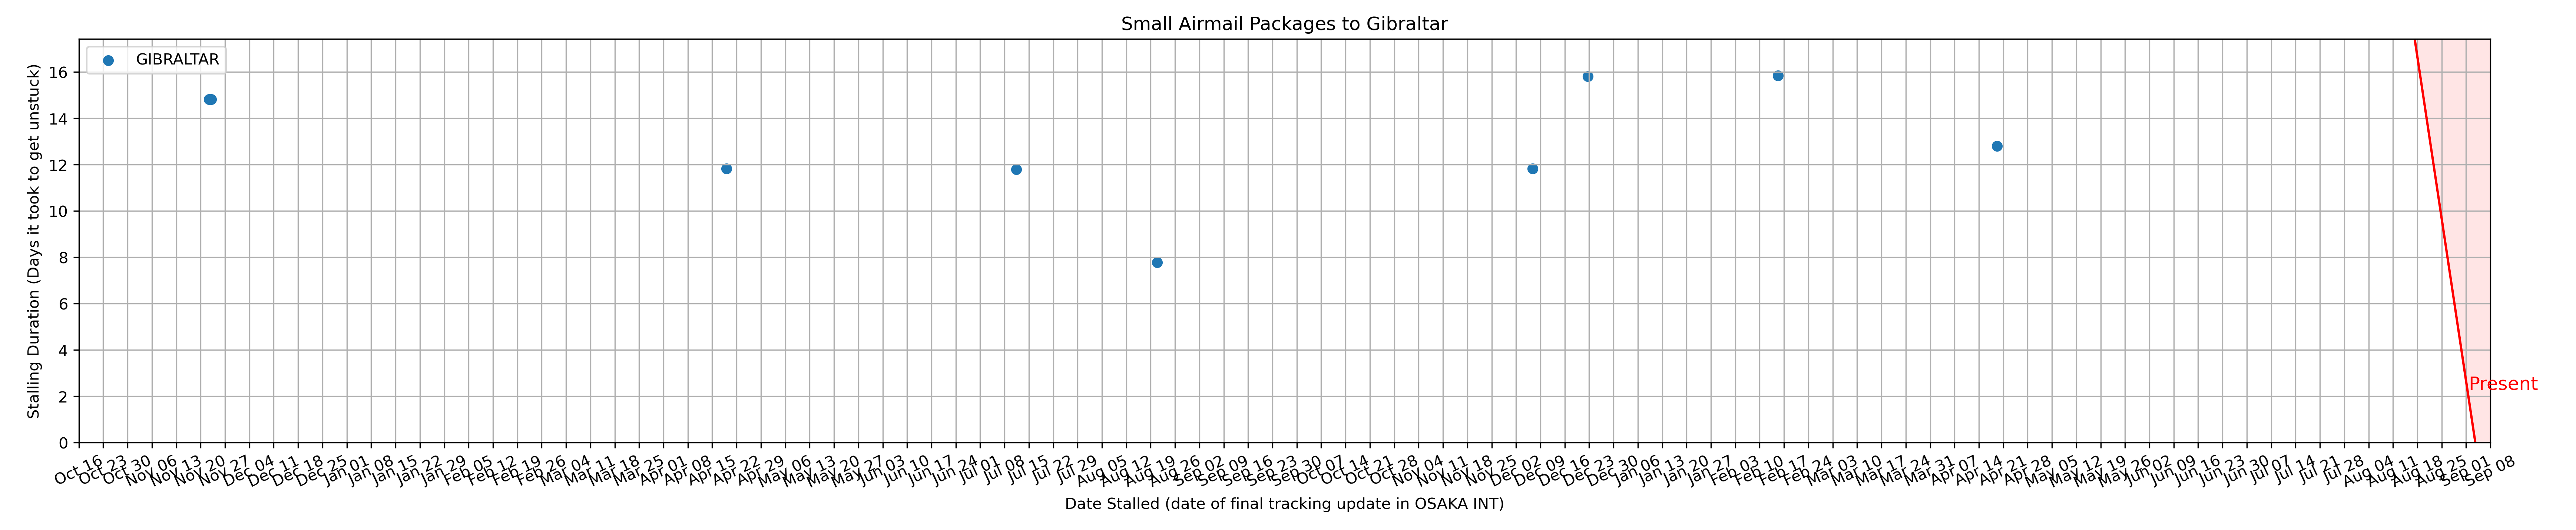 Small Airmail Packages to Gibraltar
GIBRALTAR
Stalling Duration (Days it took to get unstuck)
16
14
12
10
8
6
4
2
0
Present
Oct 16
Oct 23
Oct 30
Nov 06
Nov 13
Nov 20
Nov 27
Dec 04
Dec 11
Dec 18
Dec 25
Jan 01
Jan 08
Jan 15
Jan 22
Jan 29
Feb 05
Feb 12
Feb 19
Feb 26
Mar 04
Mar 11
Mar 18
Mar 25
Apr 01
Apr 08
Apr 15
Apr 22
Apr 29
May 06
May 13
May 20
May 27
Jun 03
Jun 10
Jun 17
Jun 24
Jul 01
Jul 08
Jul 15
Jul 22
Jul 29
Aug 05
Aug 12
Aug 19
Aug 26
Sep 02
Sep 09
Sep 16
Sep 23
Sep 30
Oct 07
Oct 14
Oct 21
Oct 28
Nov 04
Nov 11
Nov 18
Nov 25
Dec 02
Dec 09
Dec 16
Dec 23
Dec 30
Jan 06
Jan 13
Jan 20
Jan 27
Feb 03
Feb 10
Feb 17
Feb 24
Mar 03
Mar 10
Mar 17
Mar 24
Mar 31
Apr 07
Apr 14
Apr 21
Apr 28
May 05
May 12
May 19
May 26
Jun 02
Jun 09
Jun 16
Jun 23
Jun 30
Jul 07
Jul 14
Jul 21
Jul 28
Aug 04
Aug 11
Aug 18
Aug 25
Sep 01
Sep 08
Date Stalled (date of final tracking update in OSAKA INT)